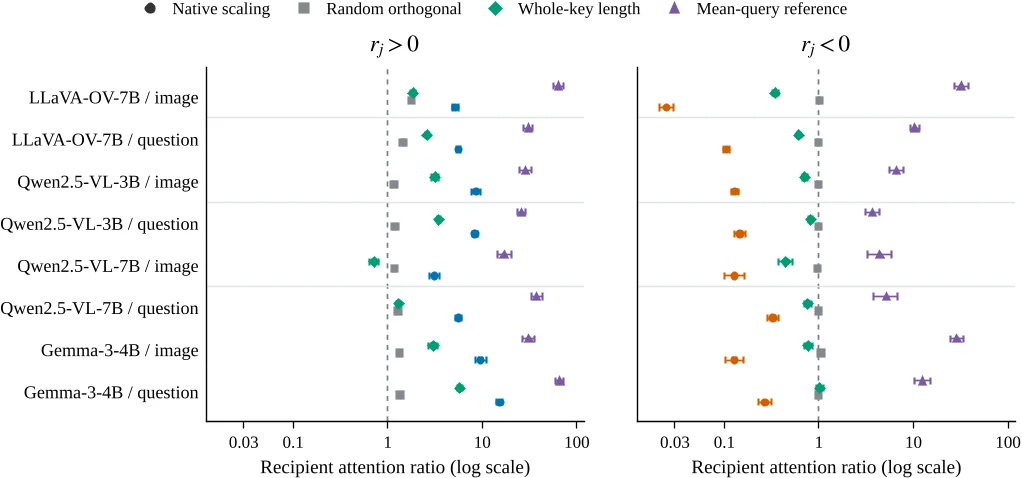 Native scaling Random orthogonal Whole-key length Mean-query reference
rj > 0 rj < 0
LLaVA-OV-7B / image
LLaVA-OV-7B / question
Qwen2.5-VL-3B / image
Qwen2.5-VL-3B / question
Qwen2.5-VL-7B / image
Qwen2.5-VL-7B / question
Gemma-3-4B / image
Gemma-3-4B / question
0.03 0.1 1 10 100 0.03 0.1 1 10 100
Recipient attention ratio (log scale) Recipient attention ratio (log scale)